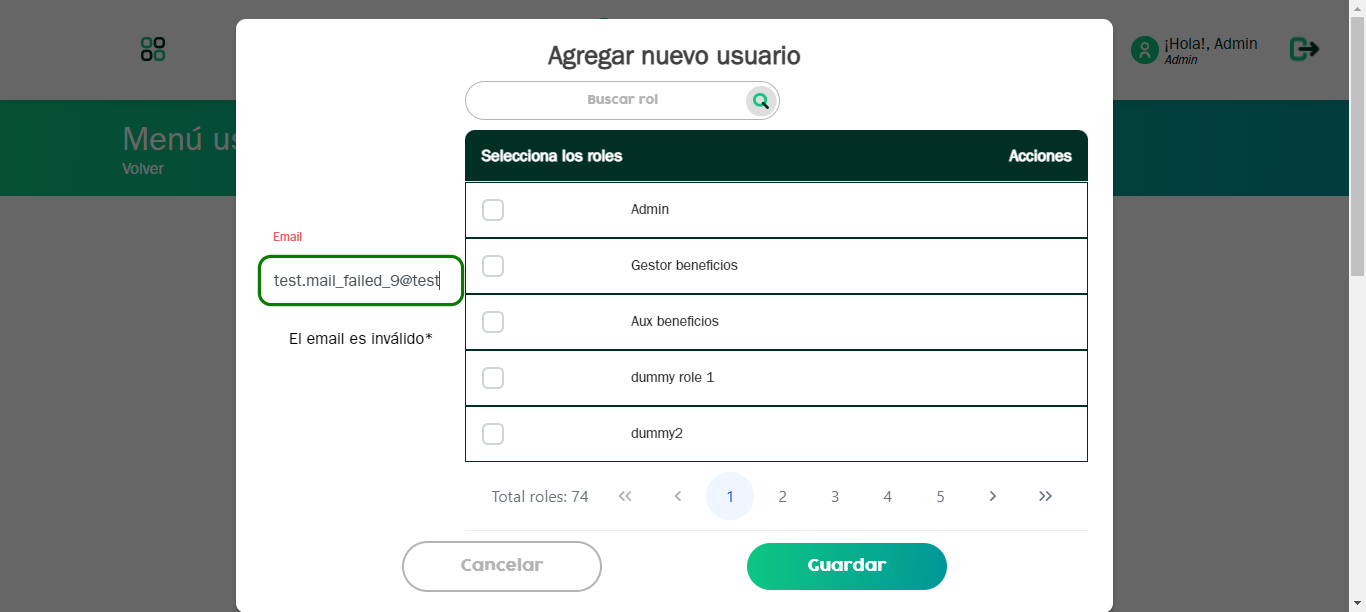 Agregar nuevo usuario
¡Hola!, Admin
Admin
Buscar rol
Menú us
Volver
Selecciona los roles
Acciones
Email
test.mail_failed_9@test
El email es inválido*
Admin
Gestor beneficios
Aux beneficios
dummy role 1
dummy2
Total roles: 74 « ‹ 1 2 3 4 5 › »
Cancelar
Guardar